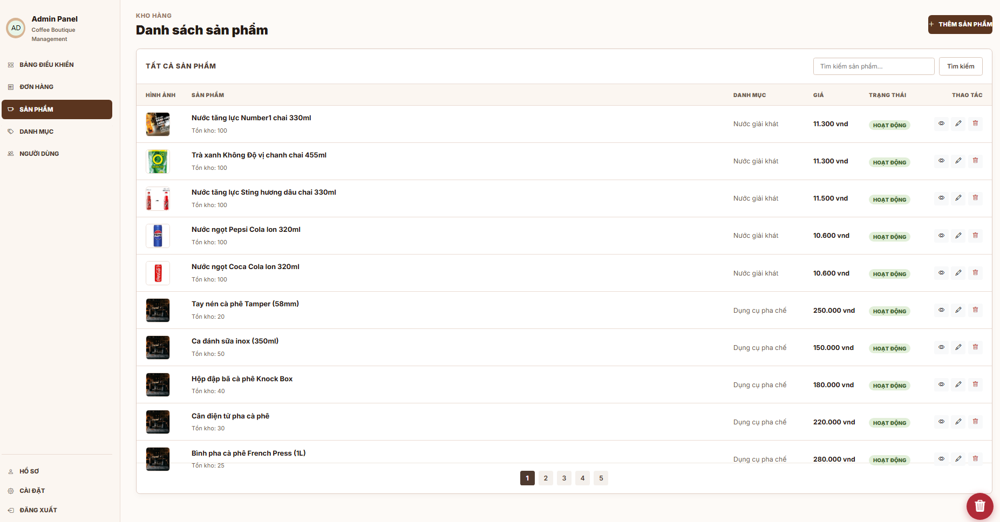 AD
Admin Panel
Coffee Boutique
Management
BẢNG ĐIỀU KHIỂN
ĐƠN HÀNG
SẢN PHẨM
DANH MỤC
NGƯỜI DÙNG
HỒ SƠ
CÀI ĐẶT
ĐĂNG XUẤT
KHO HÀNG
Danh sách sản phẩm
+ THÊM SẢN PHẨM
TẤT CẢ SẢN PHẨM
Tìm kiếm sản phẩm...
Tìm kiếm
HÌNH ẢNH SẢN PHẨM DANH MỤC GIÁ TRẠNG THÁI THAO TÁC
Nước tăng lực Number1 chai 330ml
Tồn kho: 100
Nước giải khát 11.300 vnd HOẠT ĐỘNG
Trà xanh Không Độ vị chanh chai 455ml
Tồn kho: 100
Nước giải khát 11.300 vnd HOẠT ĐỘNG
Nước tăng lực Sting hương dâu chai 330ml
Tồn kho: 100
Nước giải khát 11.500 vnd HOẠT ĐỘNG
Nước ngọt Pepsi Cola lon 320ml
Tồn kho: 100
Nước giải khát 10.600 vnd HOẠT ĐỘNG
Nước ngọt Coca Cola lon 320ml
Tồn kho: 100
Nước giải khát 10.600 vnd HOẠT ĐỘNG
Tay nén cà phê Tamper (58mm)
Tồn kho: 20
Dụng cụ pha chế 250.000 vnd HOẠT ĐỘNG
Ca đánh sữa inox (350ml)
Tồn kho: 50
Dụng cụ pha chế 150.000 vnd HOẠT ĐỘNG
Hộp đập bã cà phê Knock Box
Tồn kho: 40
Dụng cụ pha chế 180.000 vnd HOẠT ĐỘNG
Cân điện tử pha cà phê
Tồn kho: 30
Dụng cụ pha chế 220.000 vnd HOẠT ĐỘNG
Bình pha cà phê French Press (1L)
Tồn kho: 25
Dụng cụ pha chế 280.000 vnd HOẠT ĐỘNG
1 2 3 4 5